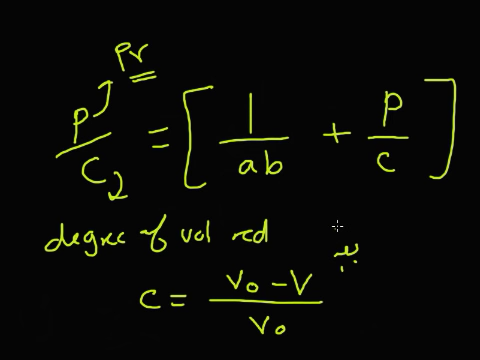 Pr
P/C2 = [1/ab + P/C]
degree of vol red
C = (V0 - V)/V0